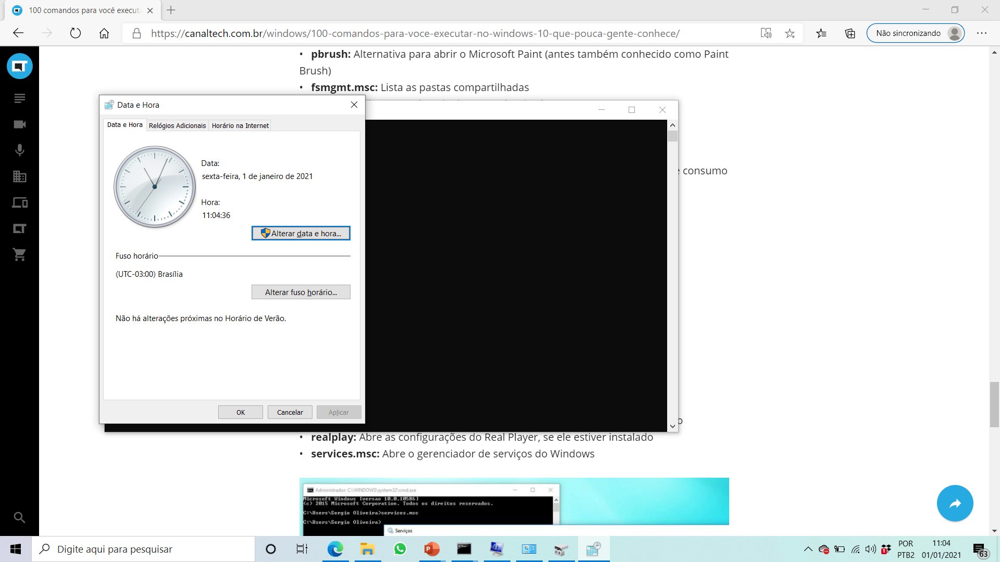 100 comandos para você execut
https://canaltech.com.br/windows/100-comandos-para-voce-executar-no-windows-10-que-pouca-gente-conhece/
Não sincronizando
• pbrush: Alternativa para abrir o Microsoft Paint (antes também conhecido como Paint
Brush)
• fsmgmt.msc: Lista as pastas compartilhadas
Data e Hora
Data e Hora
Relógios Adicionais
Horário na Internet
Data:
sexta-feira, 1 de janeiro de 2021
Hora:
11:04:36
Alterar data e hora...
Fuso horário
(UTC-03:00) Brasília
Alterar fuso horário...
Não há alterações próximas no Horário de Verão.
OK
Cancelar
Aplicar
e consumo
o
• realplay: Abre as configurações do Real Player, se ele estiver instalado
• services.msc: Abre o gerenciador de serviços do Windows
Administrador: C:\WINDOWS\system32\cmd.exe
Microsoft Windows [versao 10.0.10586]
(c) 2015 Microsoft Corporation. Todos os direitos reservados.
C:\Users\Sergio Oliveira>services.msc
C:\Users\Sergio Oliveira>
Serviços
Digite aqui para pesquisar
POR
PTB2
11:04
01/01/2021
63